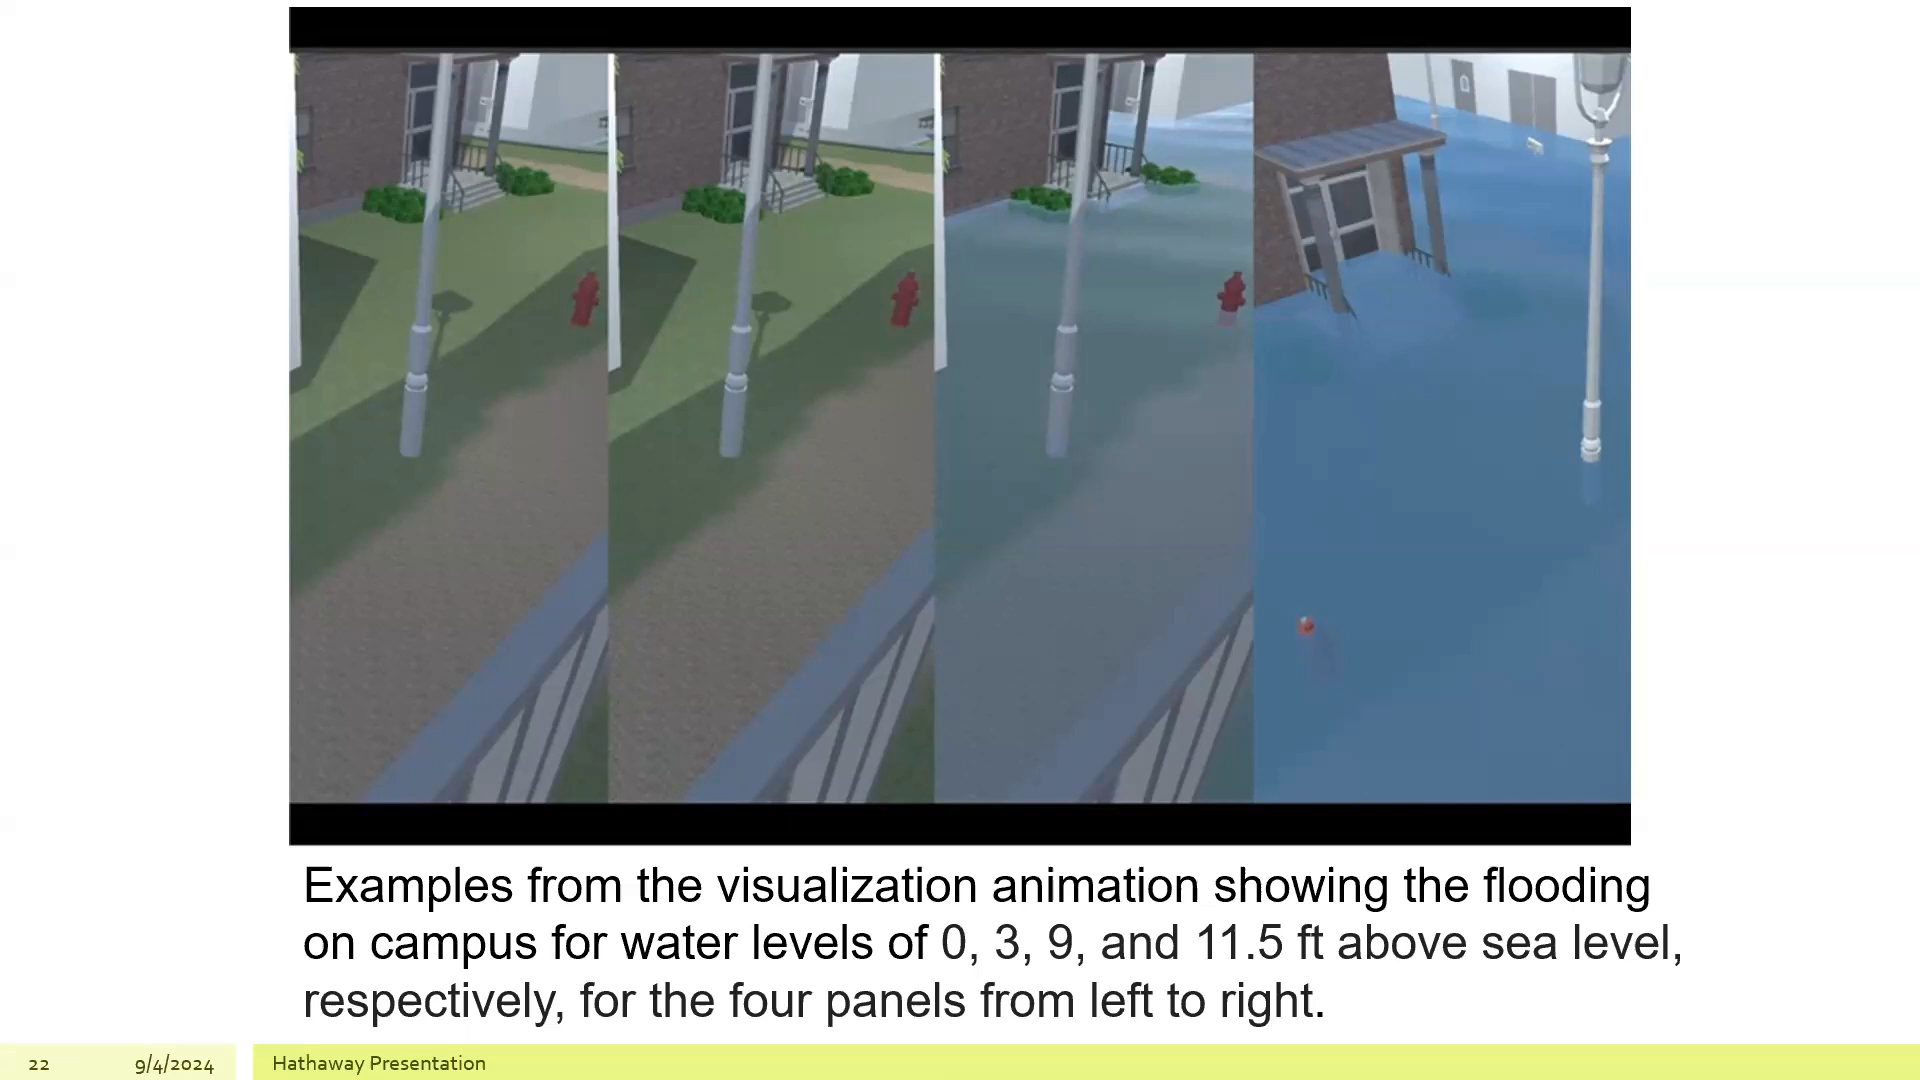 Examples from the visualization animation showing the flooding
on campus for water levels of 0, 3, 9, and 11.5 ft above sea level,
respectively, for the four panels from left to right.
22 9/4/2024 Hathaway Presentation